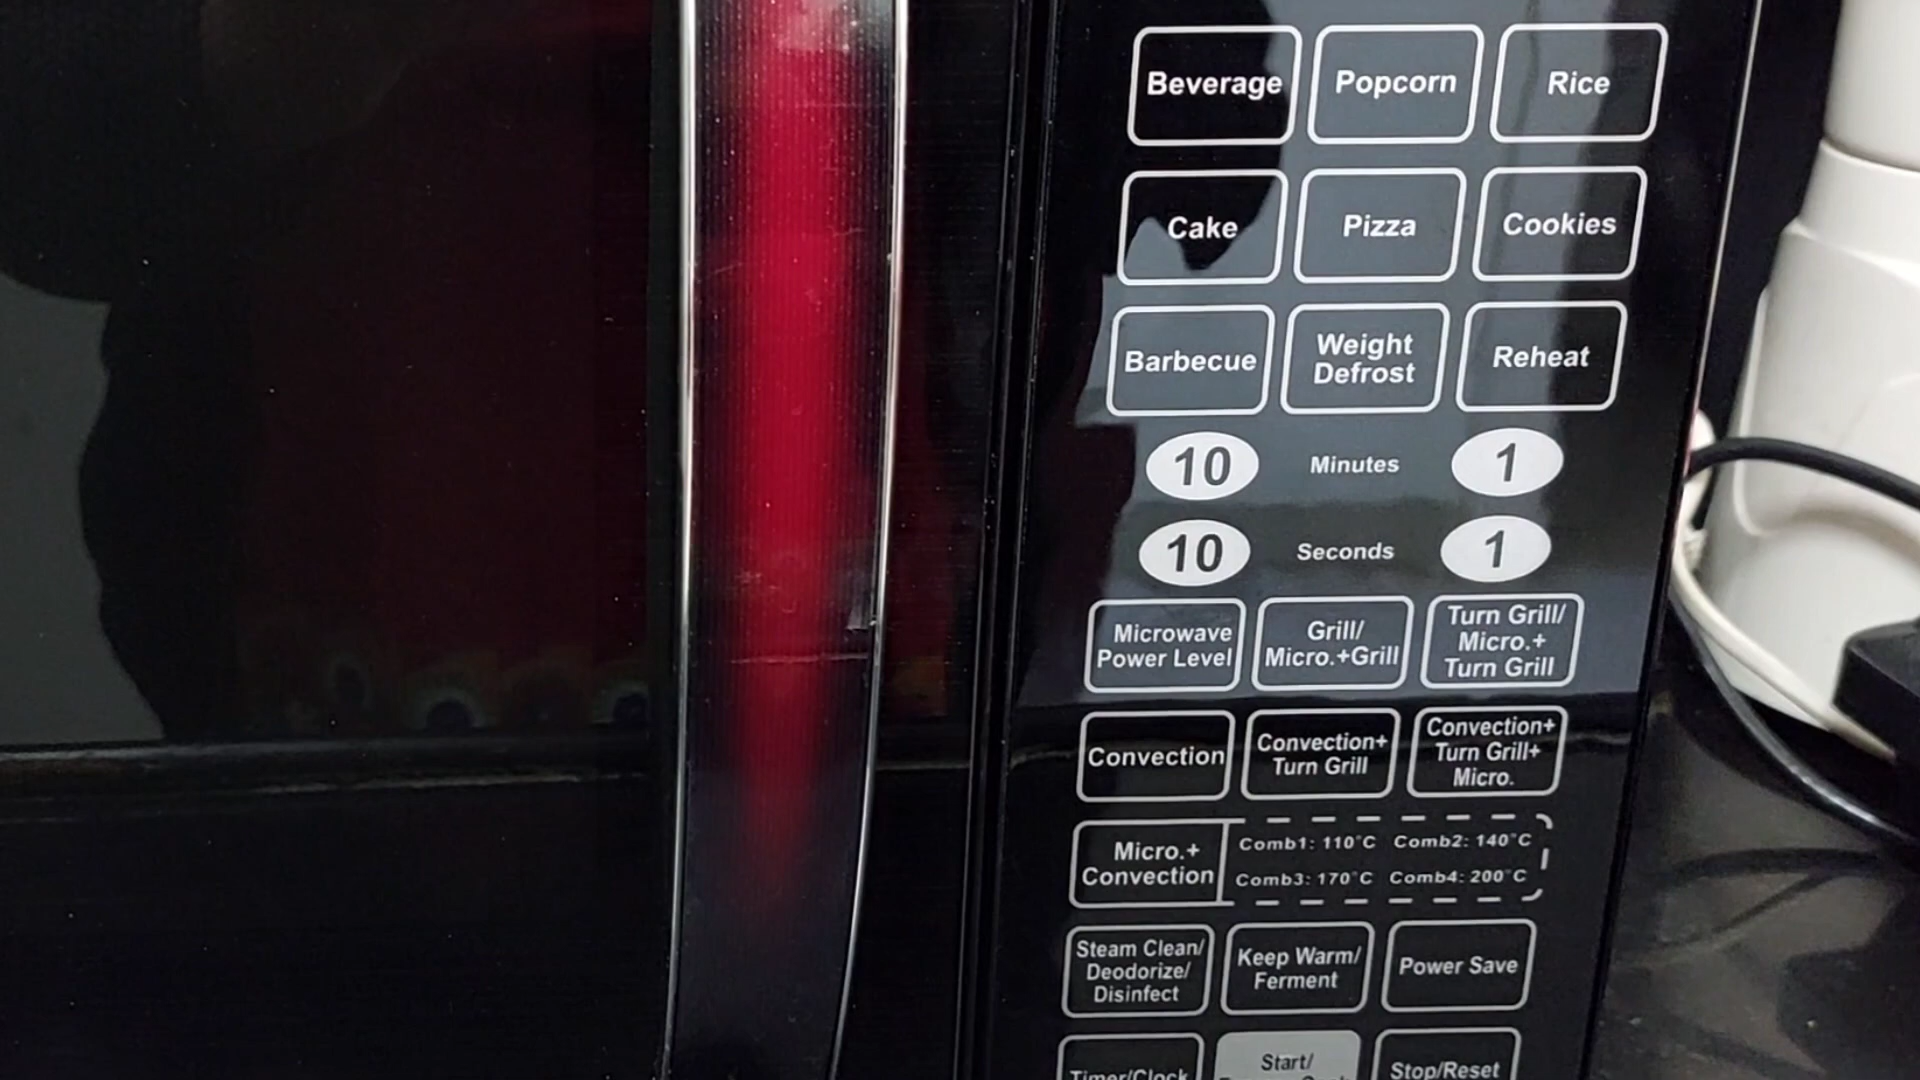 Beverage
Popcorn
Rice
Cake
Pizza
Cookies
Barbecue
Weight
Defrost
Reheat
10 Minutes 1
10 Seconds 1
Microwave
Power Level
Grill/
Micro.+Grill
Turn Grill/
Micro.+
Turn Grill
Convection
Convection+
Turn Grill
Convection+
Turn Grill+
Micro.
Micro.+
Convection
Comb1: 110°C Comb2: 140°C
Comb3: 170°C Comb4: 200°C
Steam Clean/
Deodorize/
Disinfect
Keep Warm/
Ferment
Power Save
Timer/Clock
Start/
Stop/Reset